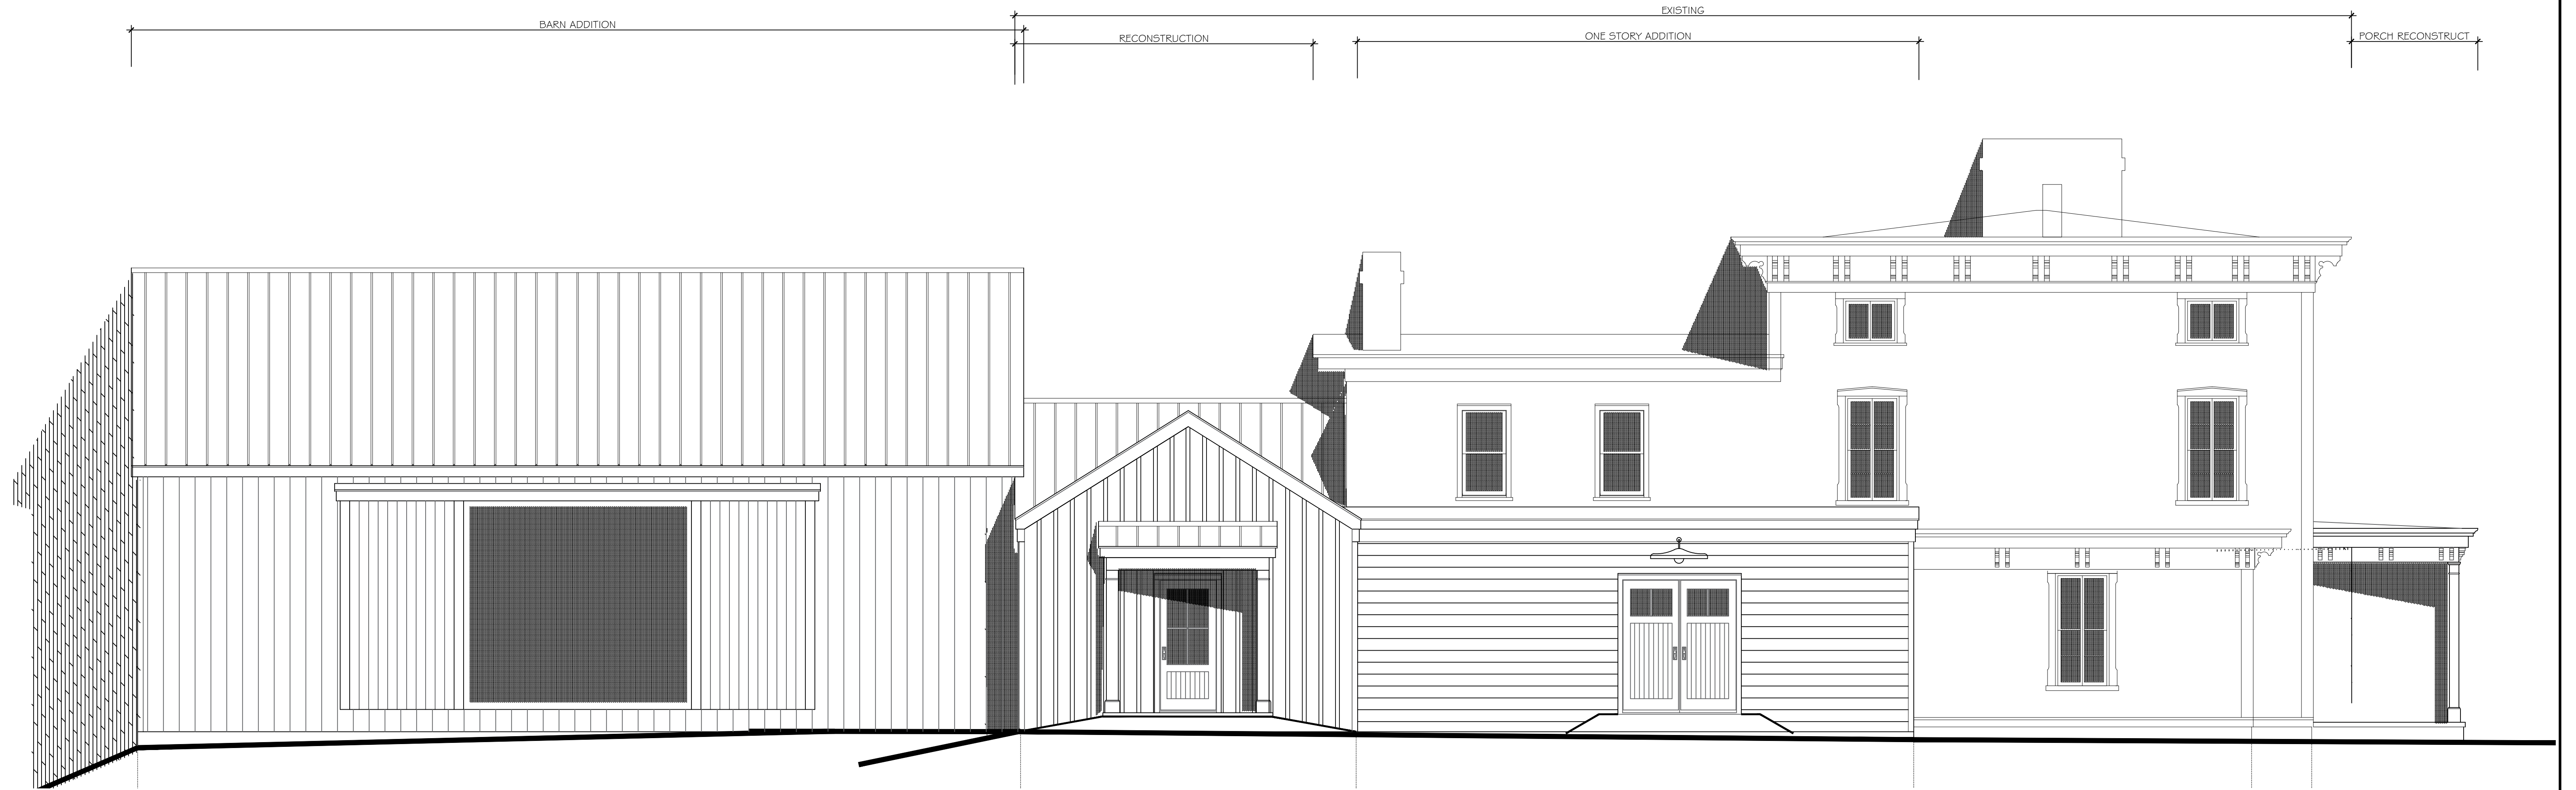 EXISTING
BARN ADDITION
RECONSTRUCTION
ONE STORY ADDITION
PORCH RECONSTRUCT